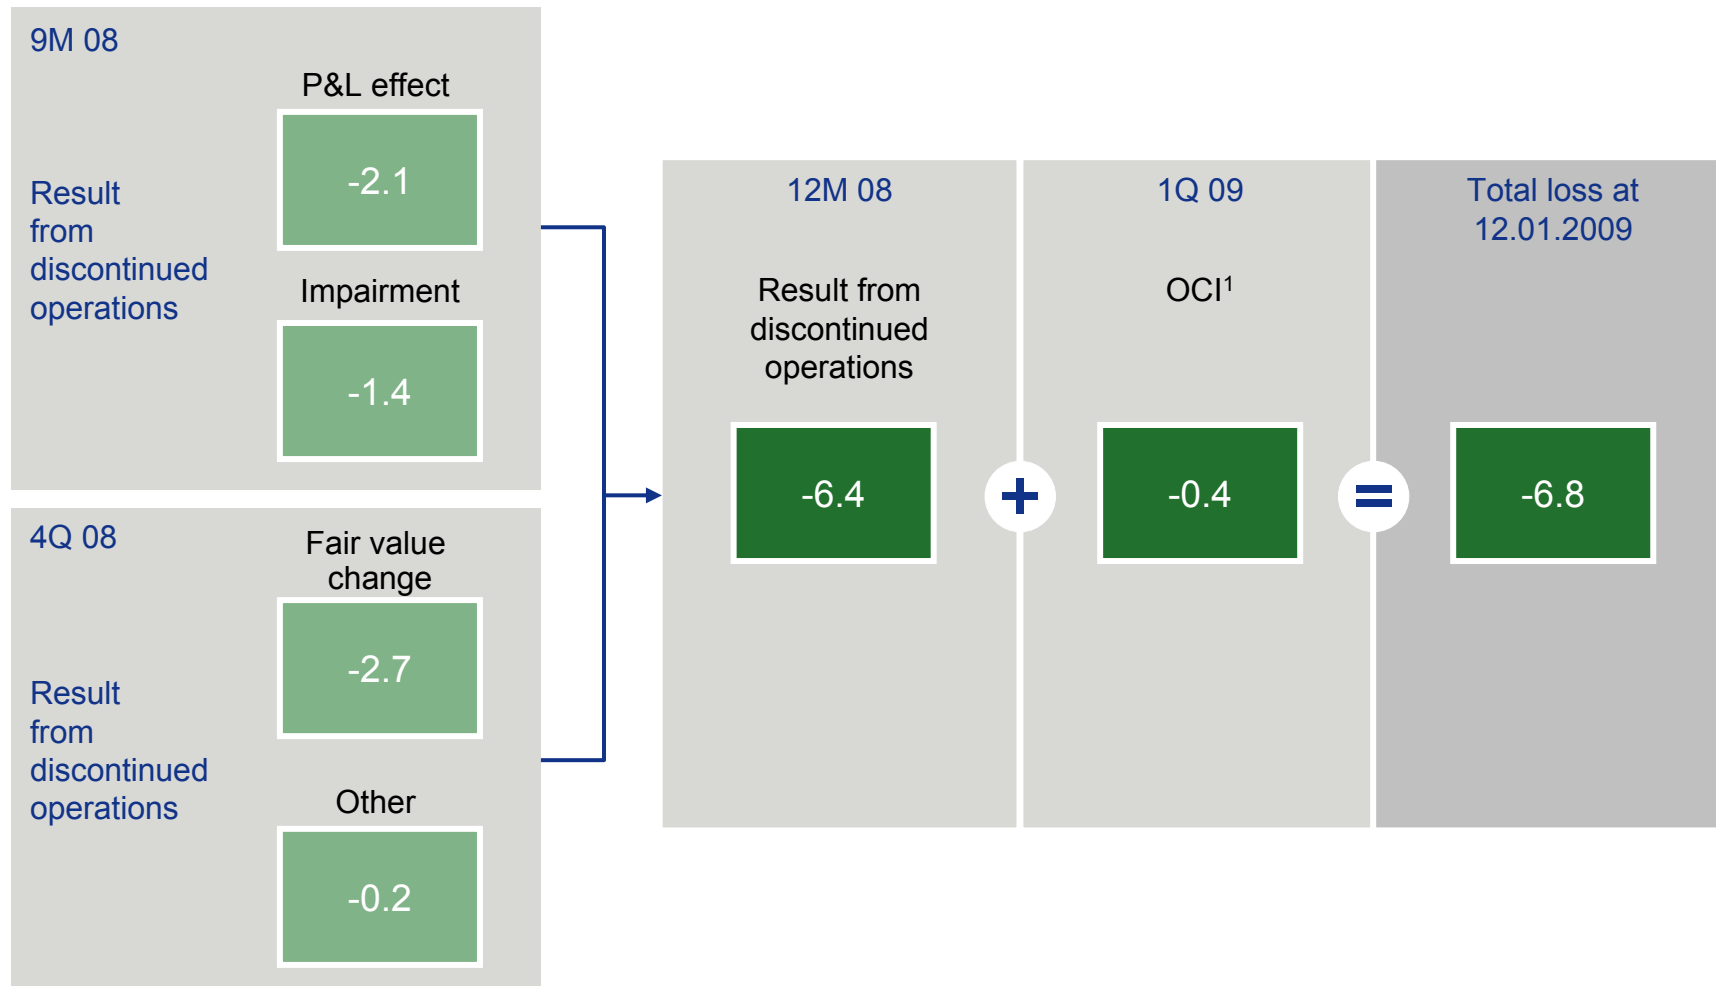 9M 08
P&L effect
-2.1
Result
from
discontinued
operations
Impairment
-1.4
4Q 08
Fair value
change
-2.7
Result
from
discontinued
operations
Other
-0.2
12M 08
Result from
discontinued
operations
-6.4
+
1Q 09
OCI¹
-0.4
=
Total loss at
12.01.2009
-6.8